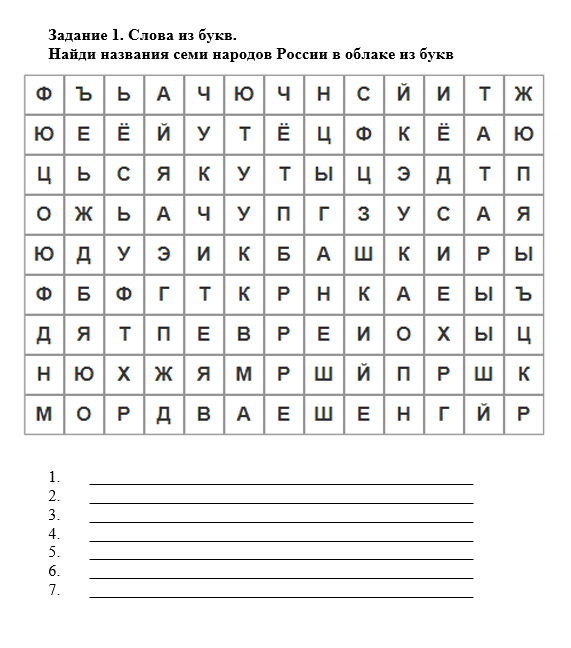 Задание 1. Слова из букв.
Найди названия семи народов России в облаке из букв
Ф Ъ Ь А Ч Ю Ч Н С Й И Т Ж
Ю Е Ё Й У Т Ё Ц Ф К Ё А Ю
Ц Ь С Я К У Т Ы Ц Э Д Т П
О Ж Ь А Ч У П Г З У С А Я
Ю Д У Э И К Б А Ш К И Р Ы
Ф Б Ф Г Т К Р Н К А Е Ы Ъ
Д Я Т П Е В Р Е И О Х Ы Ц
Н Ю Х Ж Я М Р Ш Й П Р Ш К
М О Р Д В А Е Ш Е Н Г Й Р
1.
2.
3.
4.
5.
6.
7.